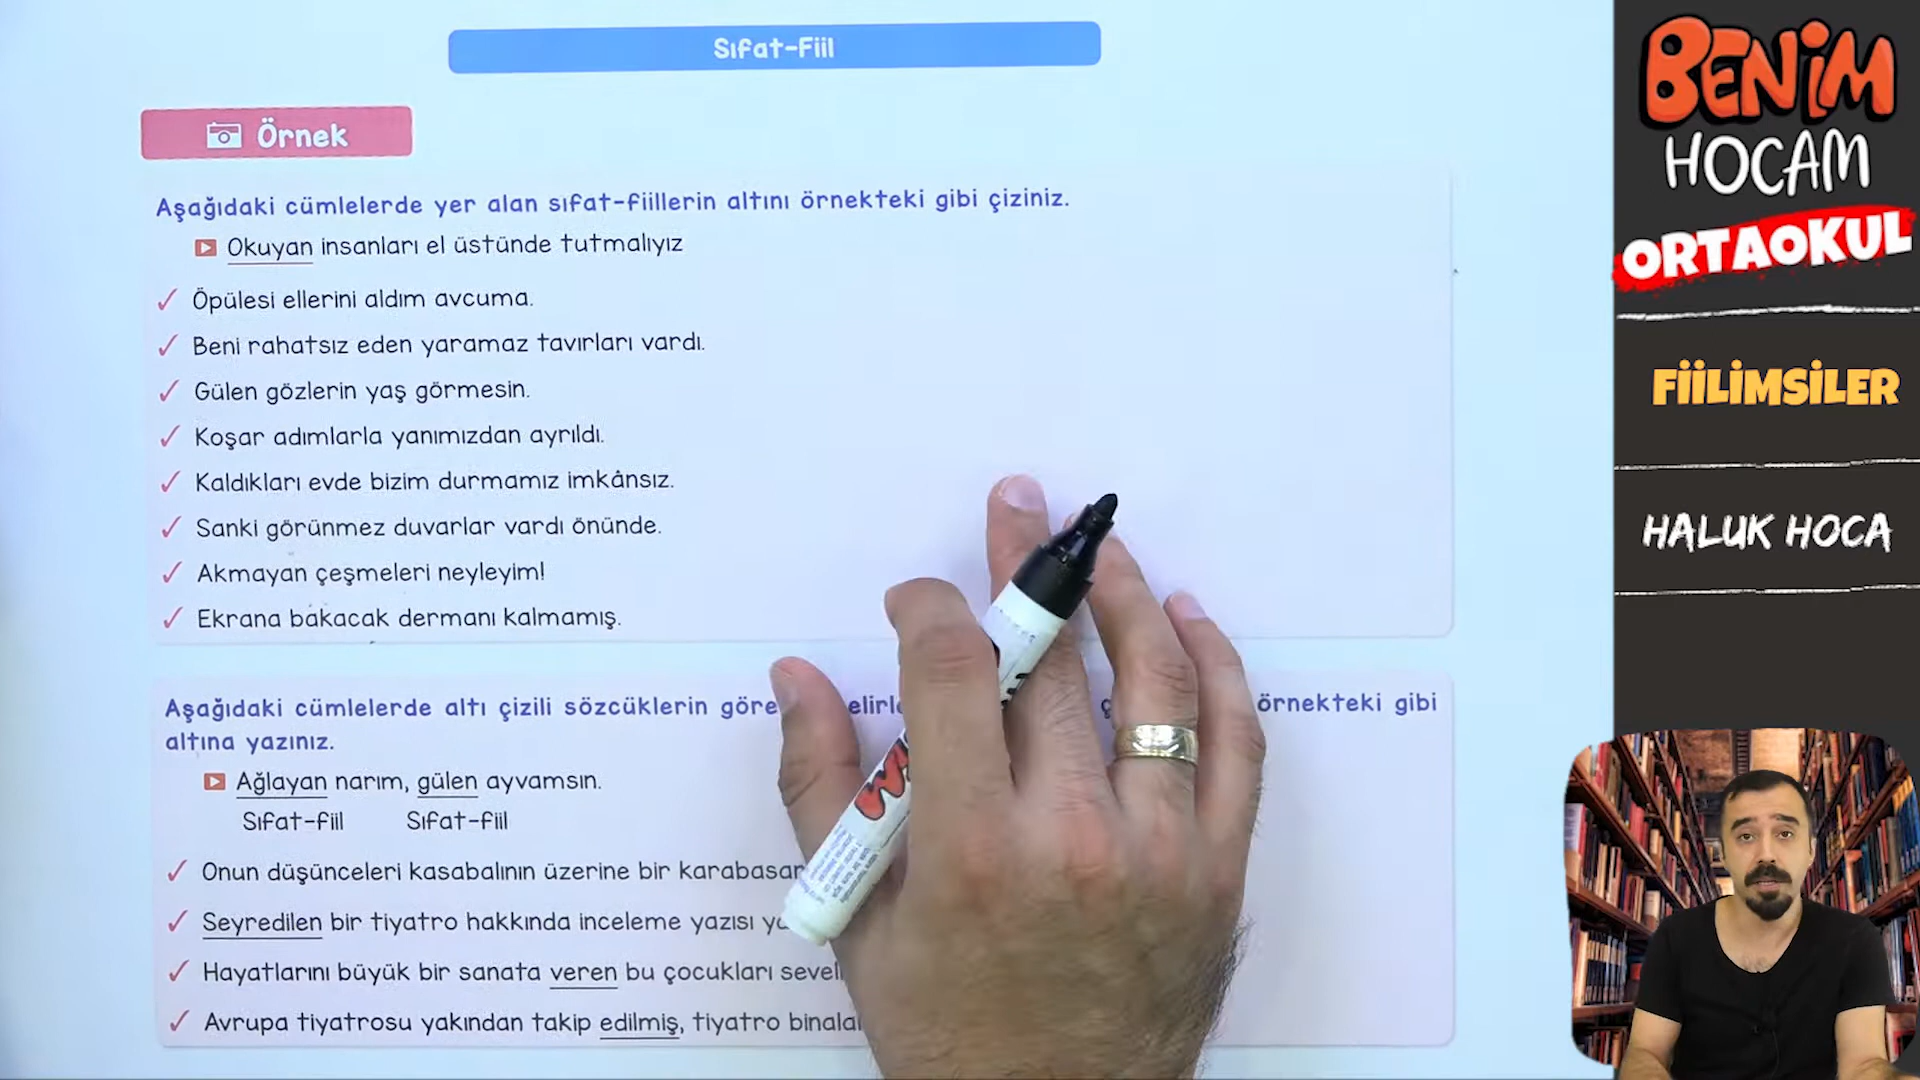 Sıfat-Fiil
Örnek
Aşağıdaki cümlelerde yer alan sıfat-fiillerin altını örnekteki gibi çiziniz.
Okuyan insanları el üstünde tutmalıyız
Öpülesi ellerini aldım avcuma.
Beni rahatsız eden yaramaz tavırları vardı.
Gülen gözlerin yaş görmesin.
Koşar adımlarla yanımızdan ayrıldı.
Kaldıkları evde bizim durmamız imkânsız.
Sanki görünmez duvarlar vardı önünde.
Akmayan çeşmeleri neyleyim!
Ekrana bakacak dermanı kalmamış.
Aşağıdaki cümlelerde altı çizili sözcüklerin örnekteki gibi
altına yazınız.
Ağlayan narım, gülen ayvamsın.
Sıfat-fiil Sıfat-fiil
Onun düşünceleri kasabalının üzerine bir
Seyredilen bir tiyatro hakkında inceleme yazısı
Hayatlarını büyük bir sanata veren bu çocukları
Avrupa tiyatrosu yakından takip edilmiş, tiyatro
BENİM
HOCAM
ORTAOKUL
FİİLİMSİLER
HALUK HOCA